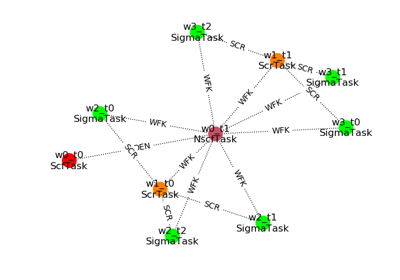 w3_t2
SigmaTask
SCR
w1_t1
ScrTask
SCR
w3_t1
SigmaTask
WFK
SCR
WFK
WFK
w2_t0
SigmaTask
WFK
w3_t0
SigmaTask
WFK
w0_t1
NscrTask
SCR
w0_t0
ScrTask
WFK
w1_t0
ScrTask
WFK
WFK
SCR
SCR
w2_t1
SigmaTask
w2_t2
SigmaTask